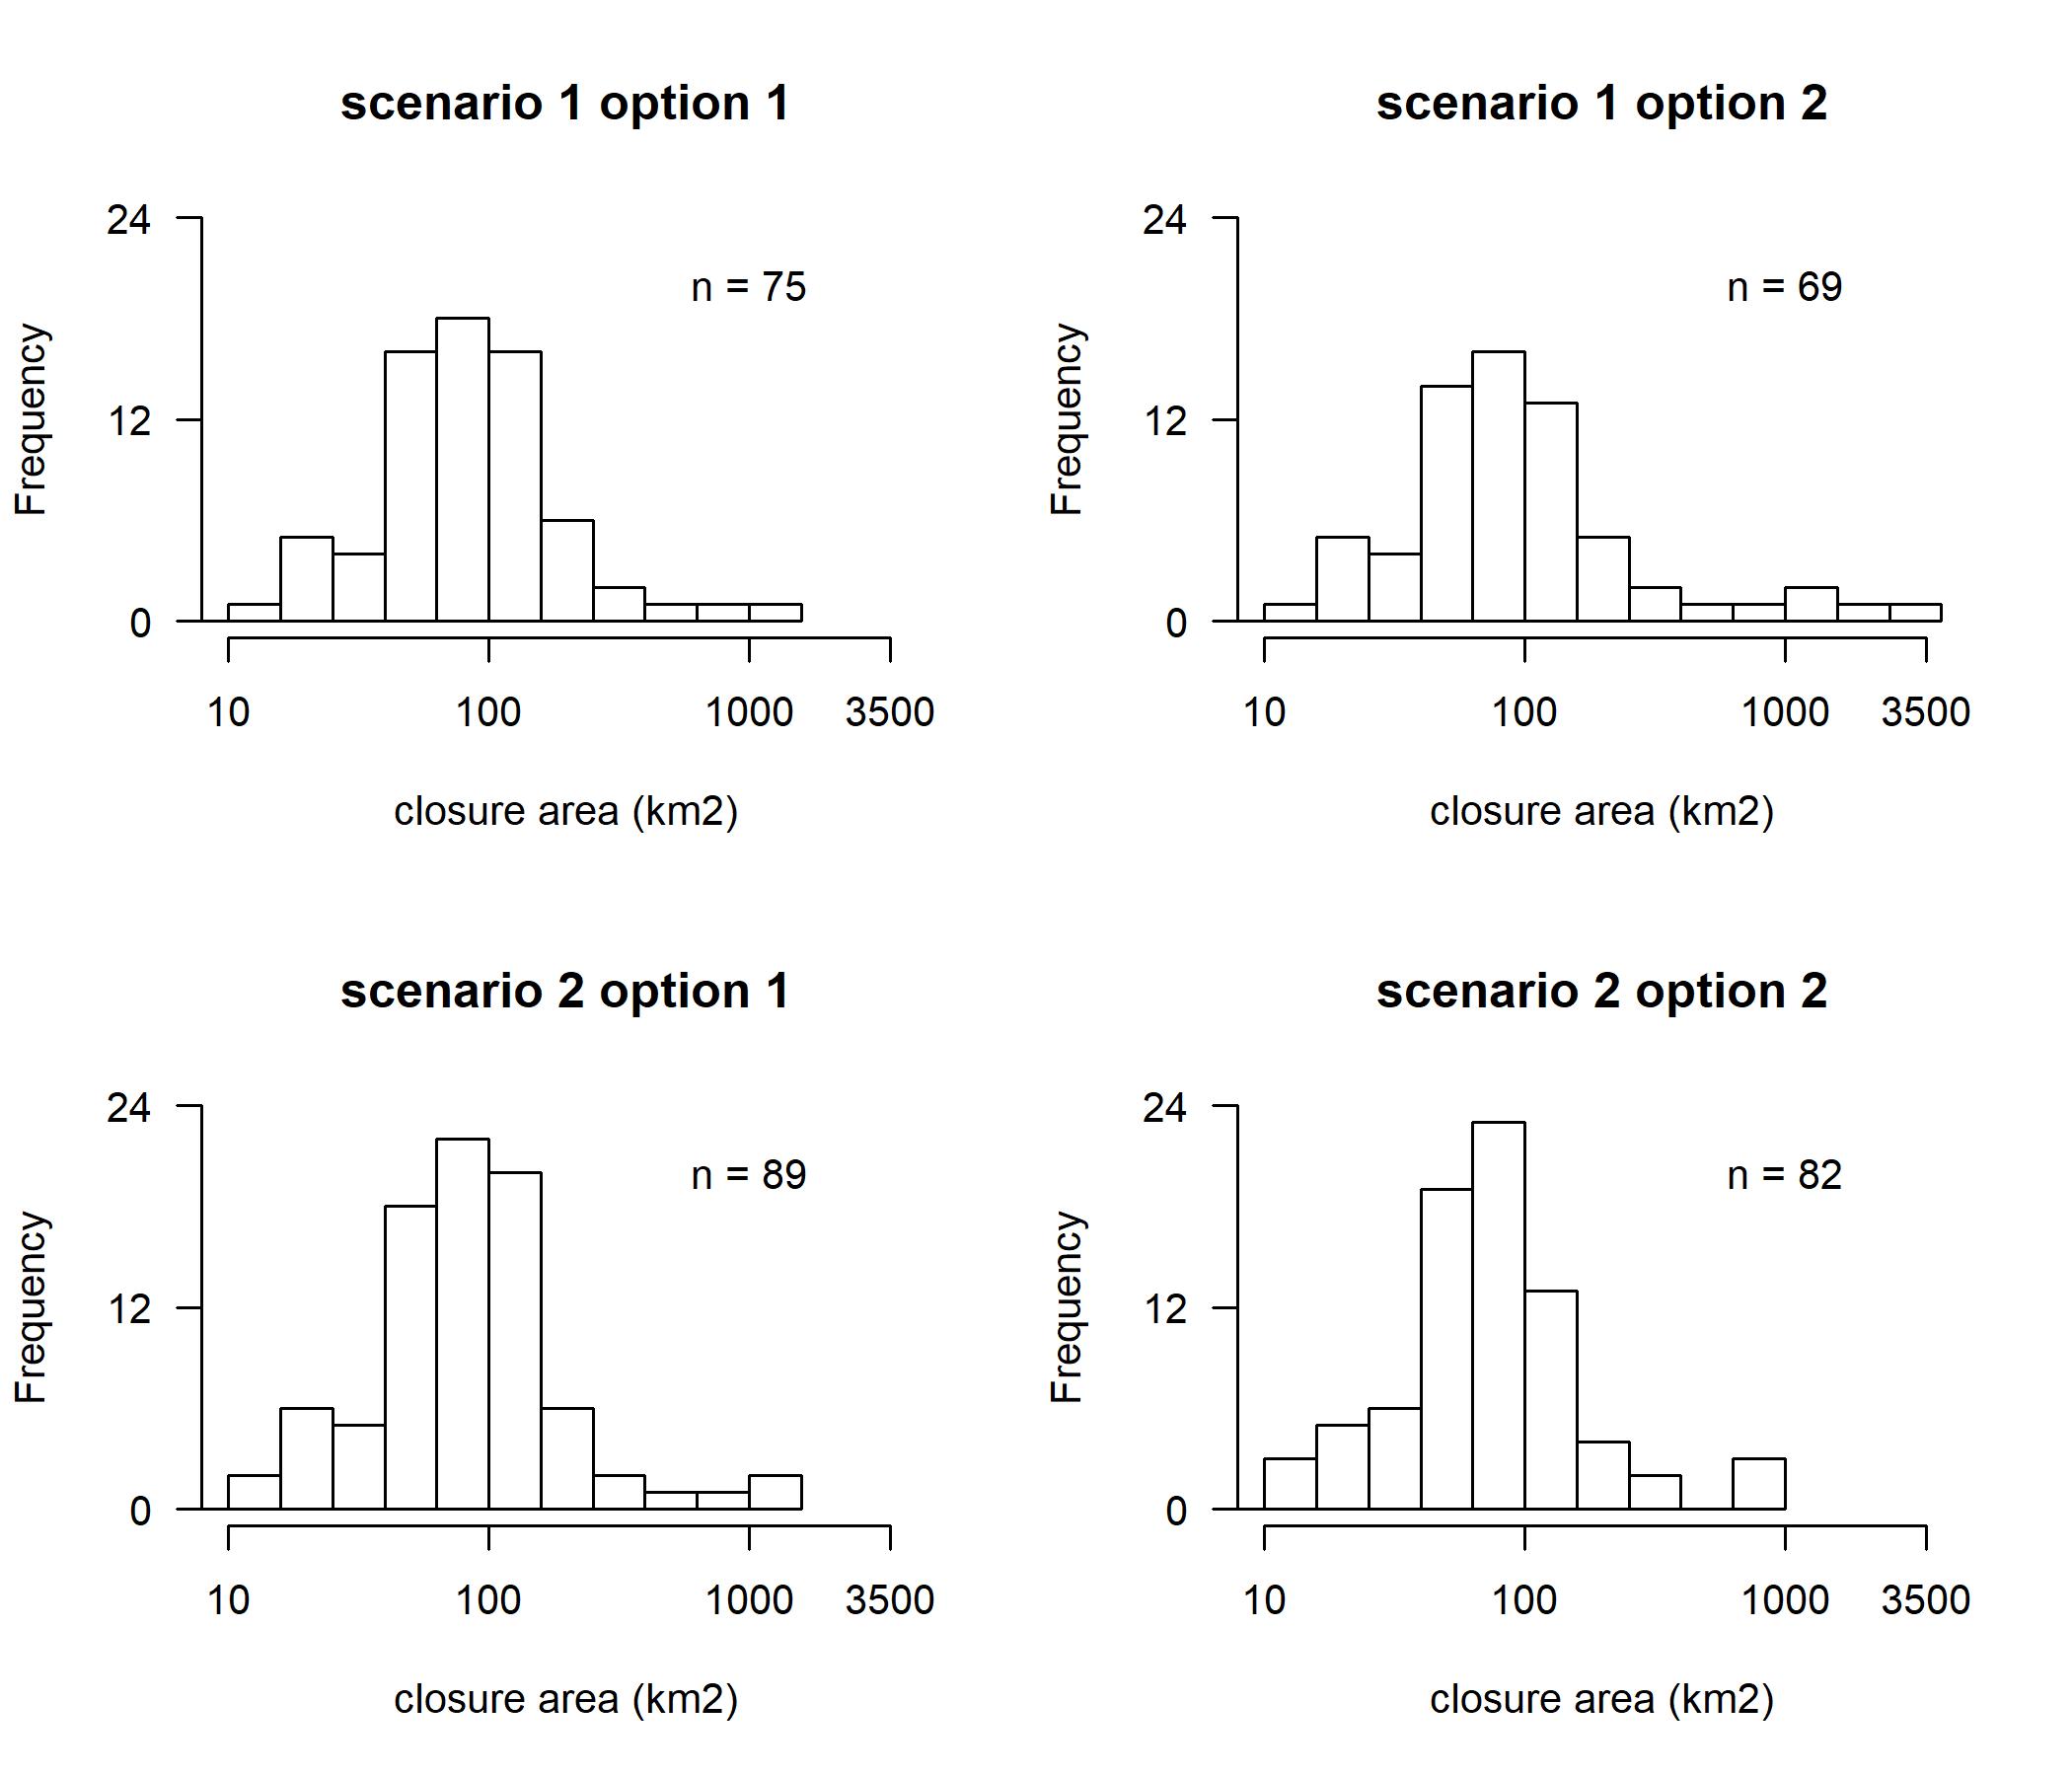 scenario 1 option 1
24
12
0
Frequency
n = 75
10 100 1000 3500
closure area (km2)
scenario 1 option 2
24
12
0
Frequency
n = 69
10 100 1000 3500
closure area (km2)
scenario 2 option 1
24
12
0
Frequency
n = 89
10 100 1000 3500
closure area (km2)
scenario 2 option 2
24
12
0
Frequency
n = 82
10 100 1000 3500
closure area (km2)